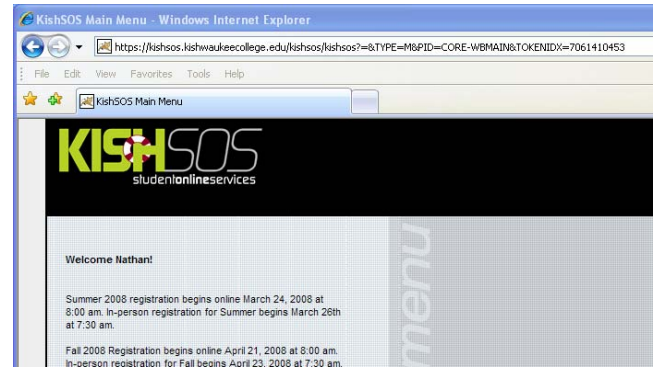 KishSOS Main Menu - Windows Internet Explorer
https://kishsos.kishwaukeecollege.edu/kishsos/kishsos?=&TYPE=M&PID=CORE-WBMAIN&TOKENIDX=7061410453
File Edit View Favorites Tools Help
KishSOS Main Menu
KISHSOS
studentonlineservices
menu
Welcome Nathan!
Summer 2008 registration begins online March 24, 2008 at
8:00 am. In-person registration for Summer begins March 26th
at 7:30 am.
Fall 2008 Registration begins online April 21, 2008 at 8:00 am.
In-person registration for Fall begins April 23, 2008 at 7:30 am.